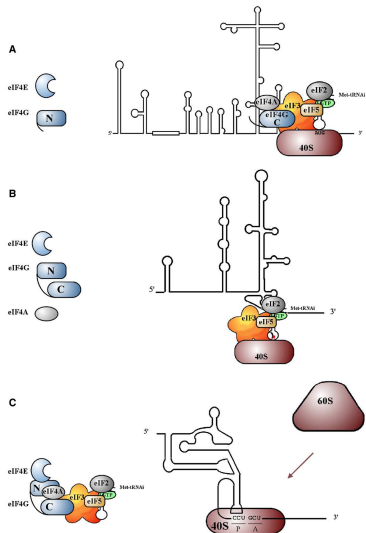 A
eIF4E
eIF4G
N
eIF4A
eIF4G
C
eIF3
eIF2
eIF5
Met-tRNAi
GTP
AUG
40S
5'
3'
B
eIF4E
eIF4G
N
C
eIF4A
5'
3'
eIF3
eIF2
eIF5
Met-tRNAi
40S
C
eIF4E
eIF4G
N
eIF4A
C
eIF3
eIF2
eIF5
Met-tRNAi
5'
60S
40S
CCU GCU
P A
3'